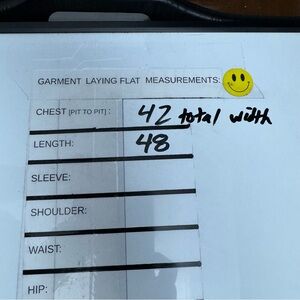 GARMENT LAYING FLAT MEASUREMENTS:
CHEST [PIT TO PIT] : 42 total width
LENGTH: 48
SLEEVE:
SHOULDER:
WAIST:
HIP: